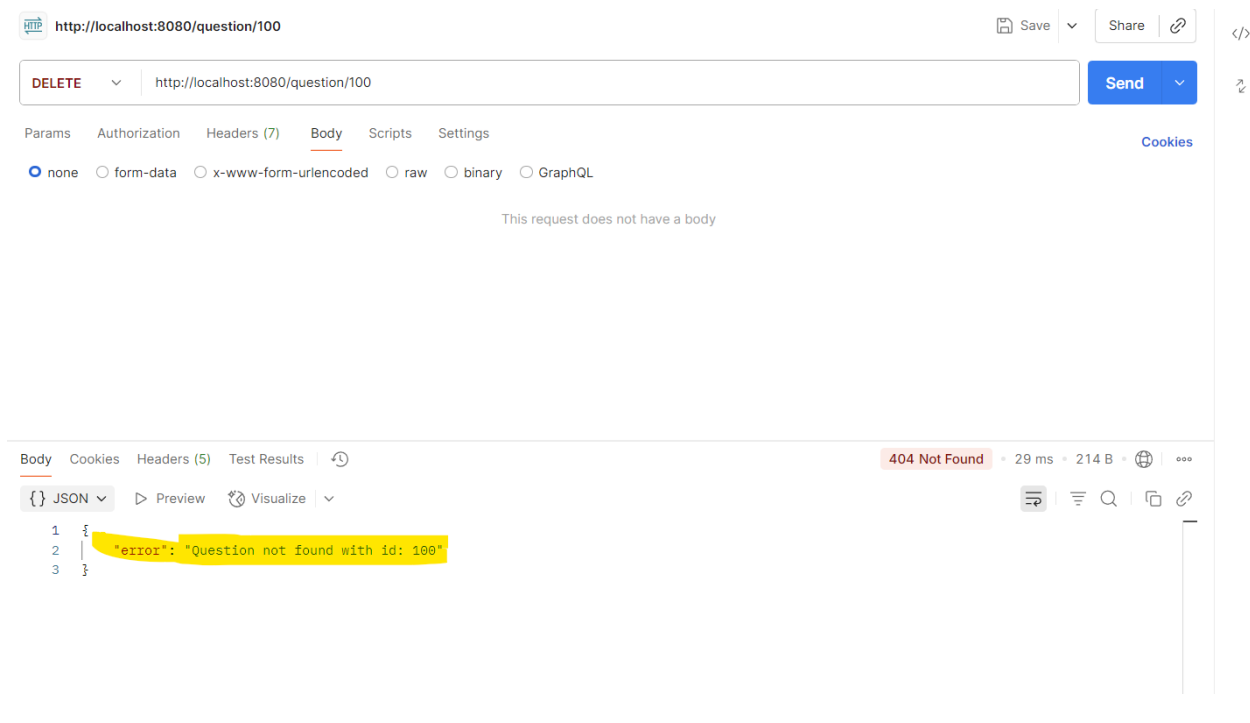 HTTP http://localhost:8080/question/100 Save Share </>
DELETE http://localhost:8080/question/100 Send
Params Authorization Headers (7) Body Scripts Settings Cookies
none form-data x-www-form-urlencoded raw binary GraphQL
This request does not have a body
Body Cookies Headers (5) Test Results 404 Not Found 29 ms 214 B
{} JSON Preview Visualize
1 {
2 "error": "Question not found with id: 100"
3 }